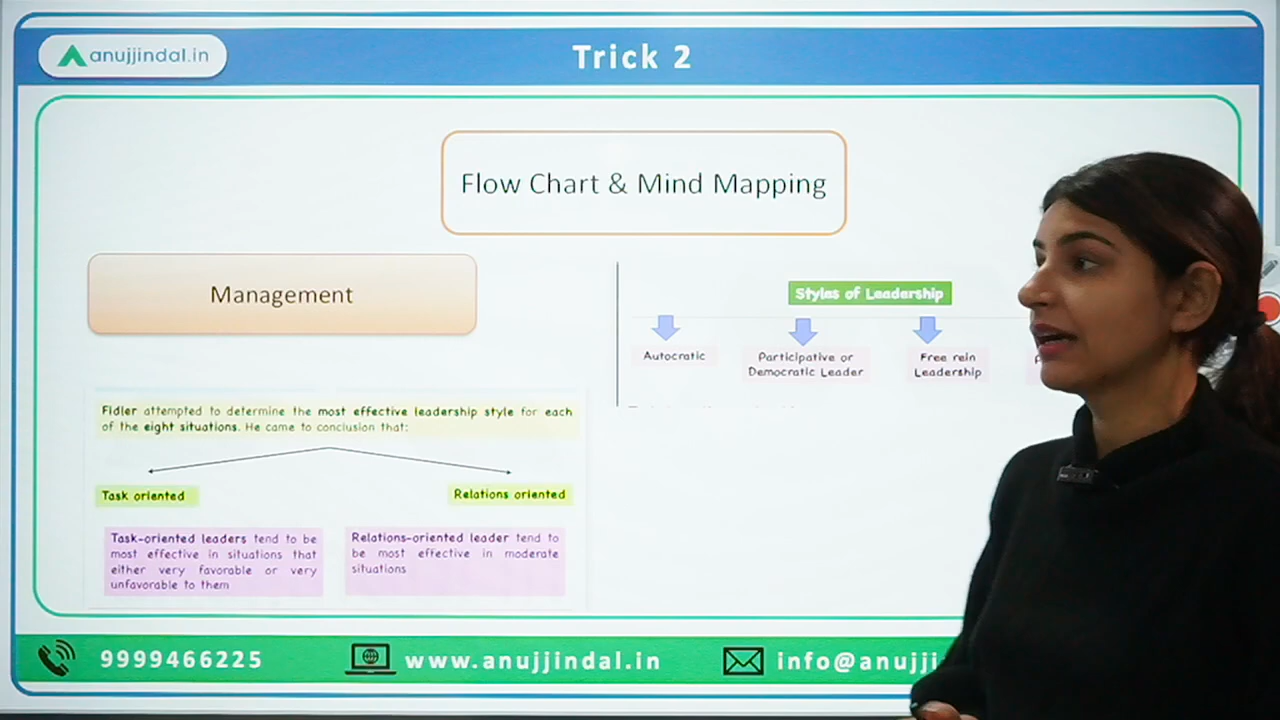 anujjindal.in
Trick 2
Flow Chart & Mind Mapping
Management
Fidler attempted to determine the most effective leadership style for each
of the eight situations. He came to conclusion that:
Task oriented
Relations oriented
Task-oriented leaders tend to be
most effective in situations that
either very favorable or very
unfavorable to them
Relations-oriented leader tend to
be most effective in moderate
situations
Styles of Leadership
Autocratic
Participative or
Democratic Leader
Free rein
Leadership
9999466225
www.anujjindal.in
info@anujji